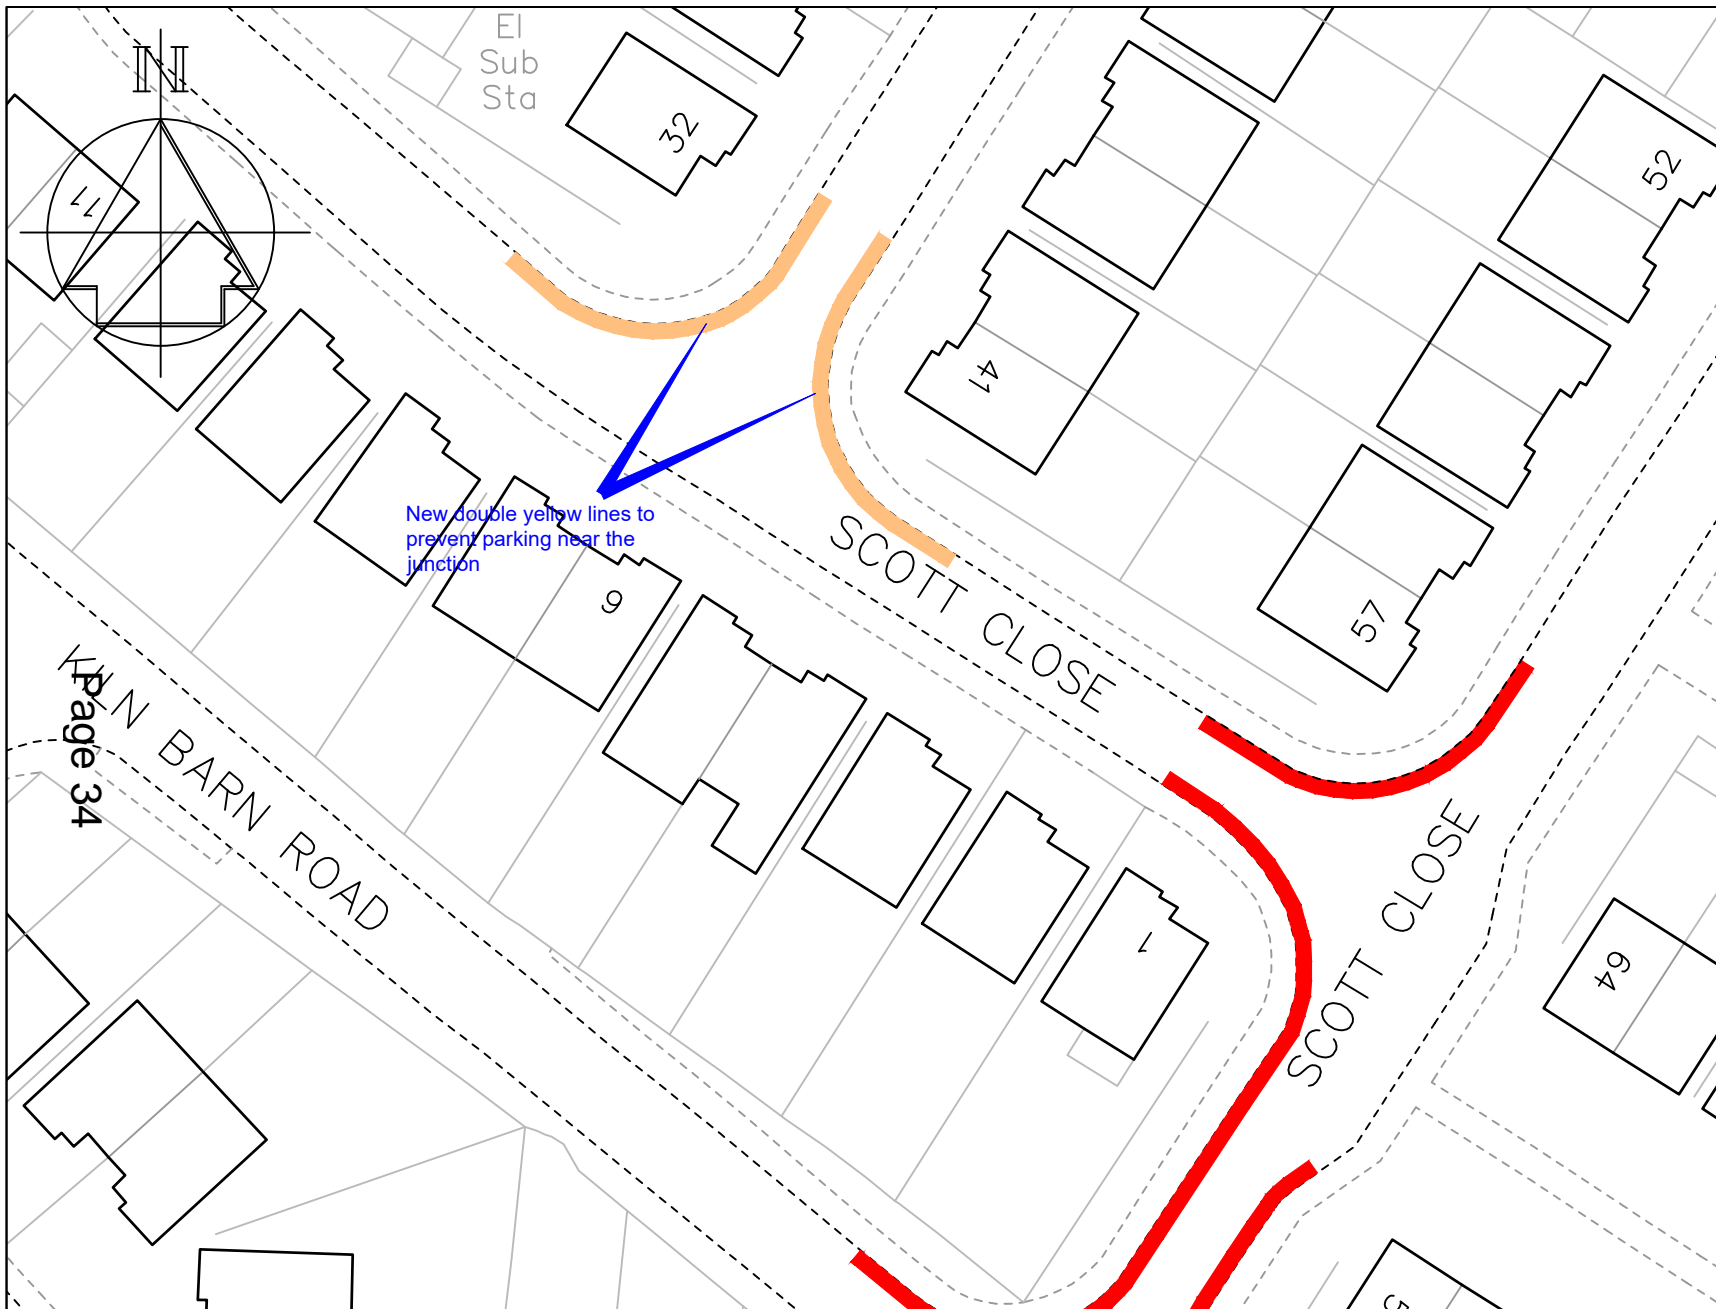 N
El
Sub
Sta
32
52
11
41
New double yellow lines to
prevent parking near the
junction
SCOTT CLOSE
9
57
KILN BARN ROAD
Page 34
SCOTT CLOSE
1
64